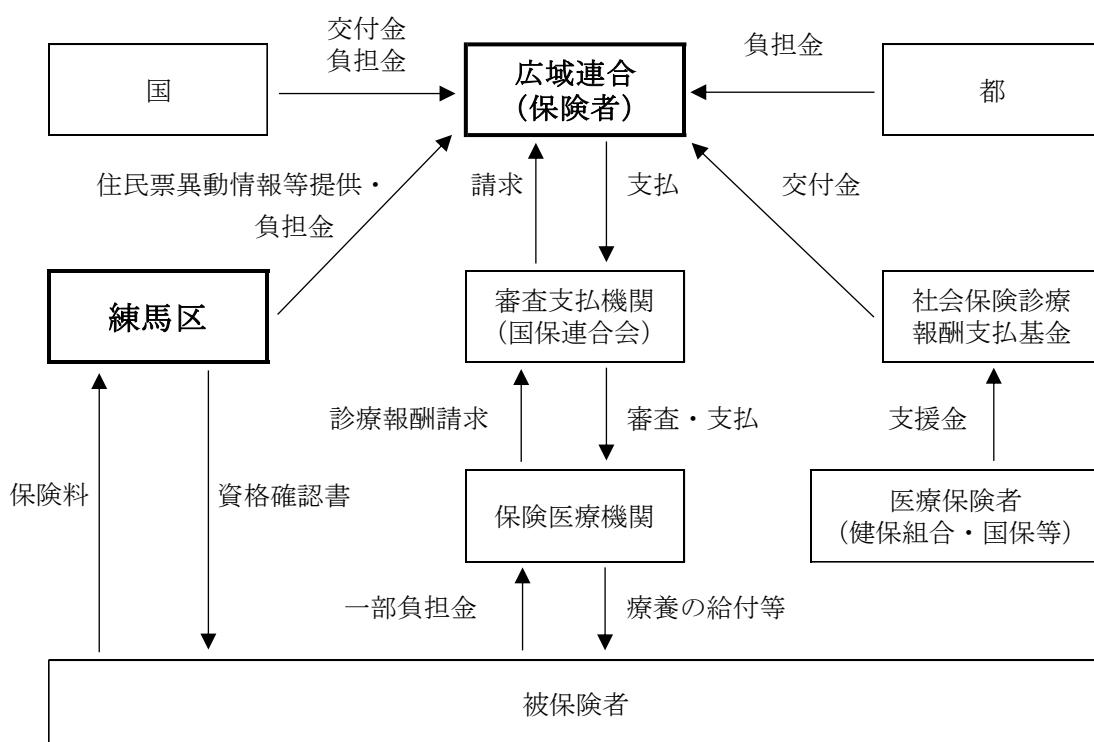 交付金
負担金
負担金
国
広域連合
（保険者）
都
住民票異動情報等提供・
負担金
請求
支払
交付金
練馬区
審査支払機関
（国保連合会）
社会保険診療
報酬支払基金
診療報酬請求
審査・支払
支援金
保険料
資格確認書
保険医療機関
医療保険者
（健保組合・国保等）
一部負担金
療養の給付等
被保険者